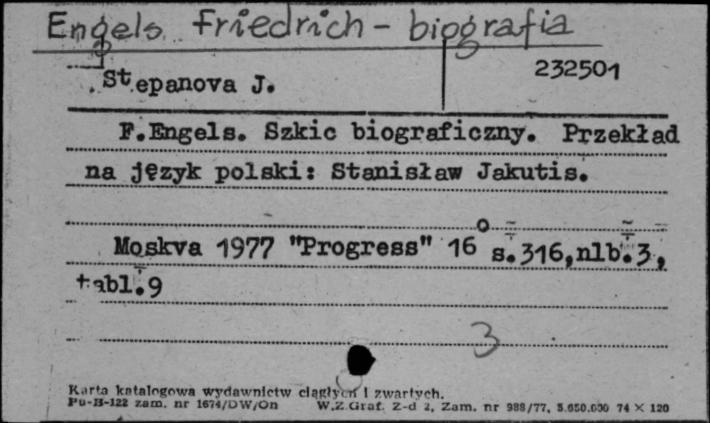 Engels Friedrich - biografia
Stepanova J.
232501
F.Engels. Szkic biograficzny. Przekład
na język polski: Stanisław Jakutis.
Moskva 1977 "Progress" 16° s.316,nlb.3,
tabl.9
3
Karta katalogowa wydawnictw ciągłych i zwartych.
Pu-B-122 zam. nr 1674/DW/On W.Z.Graf. Z-d 2, Zam. nr 988/77, 5.650.000 74 × 120